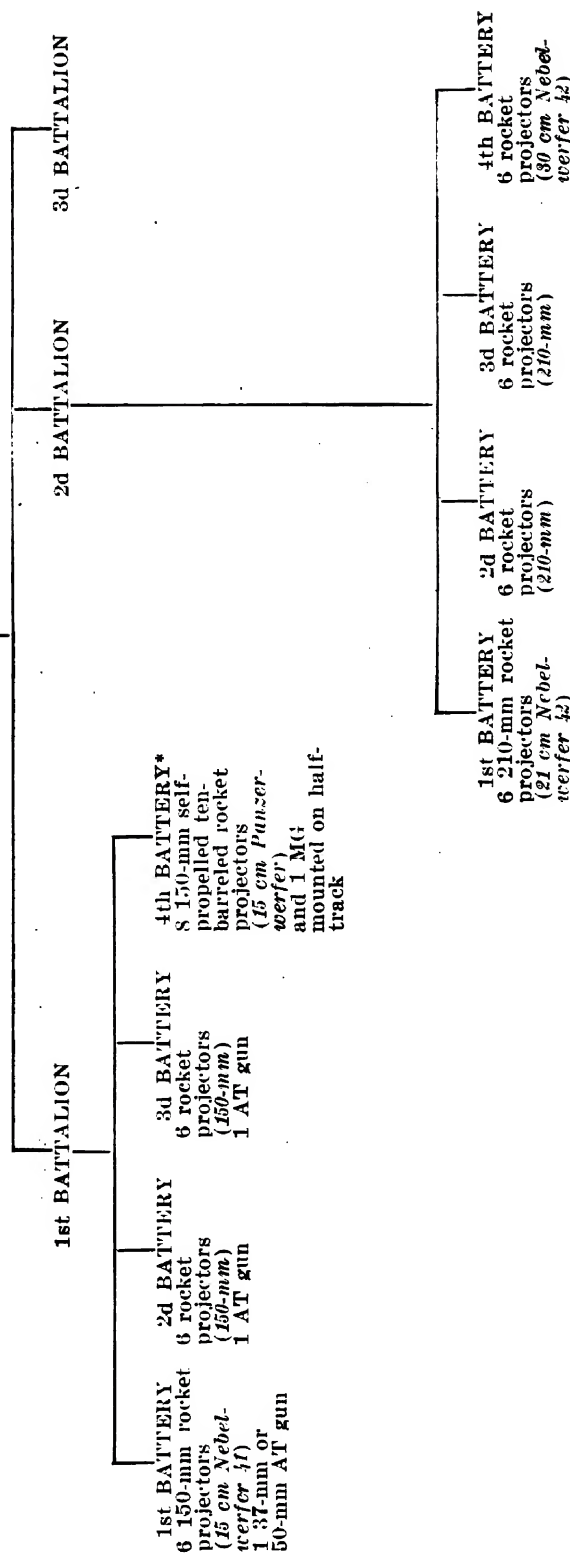 1st BATTALION
2d BATTALION
3d BATTALION
1st BATTERY
6 150-mm rocket
projectors
(15 cm Nebel-
werfer 41)
1 37-mm or
50-mm AT gun
2d BATTERY
6 rocket
projectors
(150-mm)
1 AT gun
3d BATTERY
6 rocket
projectors
(150-mm)
1 AT gun
4th BATTERY*
8 150-mm self-
propelled ten-
barreled rocket
projectors
(15 cm Panzer-
werfer)
and 1 MG
mounted on half-
track
1st BATTERY
6 210-mm rocket
projectors
(21 cm Nebel-
werfer 42)
2d BATTERY
6 rocket
projectors
(210-mm)
3d BATTERY
6 rocket
projectors
(210-mm)
4th BATTERY
6 rocket
projectors
(30 cm Nebel-
werfer 42)